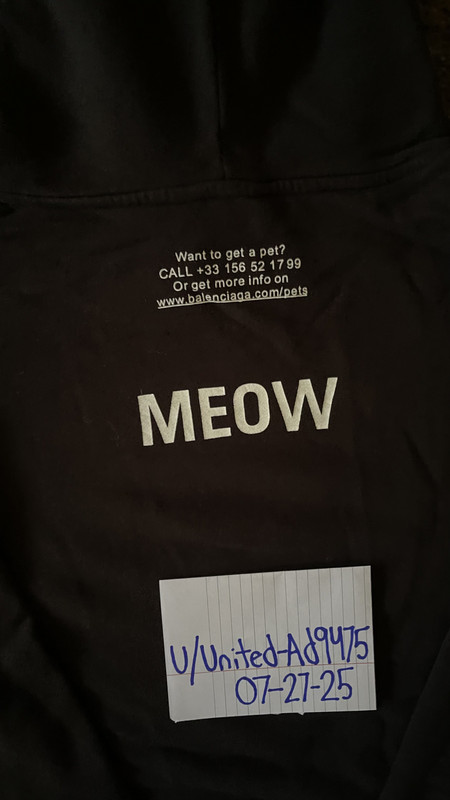 Want to get a pet?
CALL +33 156 52 17 99
Or get more info on
www.balenciaga.com/pets
MEOW
U/United-Ad9475
07-27-25